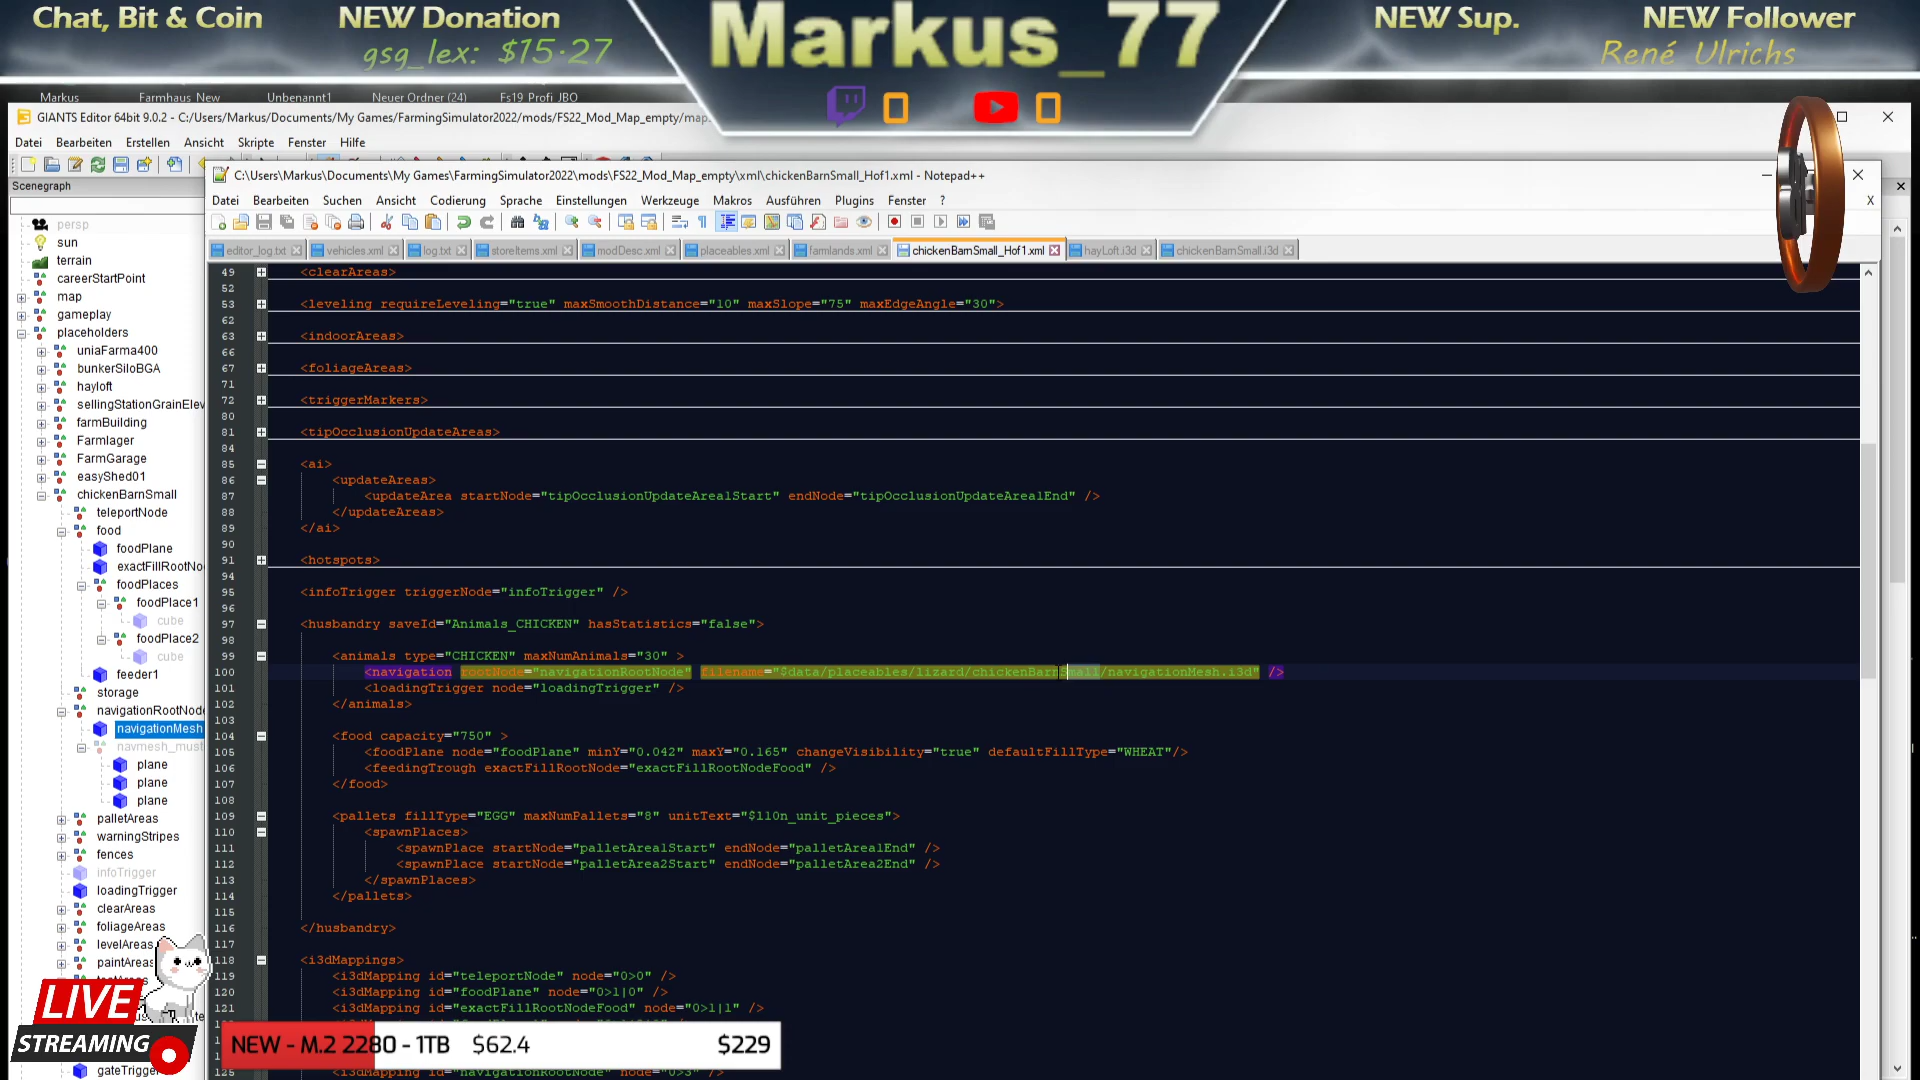 Chat, Bit & Coin
NEW Donation
gsg_lex: $15.27
Markus_77
NEW Sup.
NEW Follower
René Ulrichs
0
0
Markus
Farmhaus_New
Unbenannt1
Neuer Ordner (24)
Fs19_Profi_JBO
GIANTS Editor 64bit 9.0.2 - C:/Users/Markus/Documents/My Games/FarmingSimulator2022/mods/FS22_Mod_Map_empty/map
Datei Bearbeiten Erstellen Ansicht Skripte Fenster Hilfe
Scenegraph
C:\Users\Markus\Documents\My Games\FarmingSimulator2022\mods\FS22_Mod_Map_empty\xml\chickenBarnSmall_Hof1.xml - Notepad++
Datei Bearbeiten Suchen Ansicht Codierung Sprache Einstellungen Werkzeuge Makros Ausführen Plugins Fenster ?
X
editor_log.txt vehicles.xml log.txt storeItems.xml modDesc.xml placeables.xml farmlands.xml chickenBarnSmall_Hof1.xml hayLoft.i3d chickenBarnSmall.i3d
persp
sun
terrain
careerStartPoint
map
gameplay
placeholders
uniaFarma400
bunkerSiloBGA
hayloft
sellingStationGrainElev
farmBuilding
Farmlager
FarmGarage
easyShed01
chickenBarnSmall
teleportNode
food
foodPlane
exactFillRootNo
foodPlaces
foodPlace1
cube
foodPlace2
cube
feeder1
storage
navigationRootNode
navigationMesh
navmesh_must
plane
plane
plane
palletAreas
warningStripes
fences
infoTrigger
loadingTrigger
clearAreas
foliageAreas
levelAreas
paintAreas
gateTrigger
49 <clearAreas>
52
53 <leveling requireLeveling="true" maxSmoothDistance="10" maxSlope="75" maxEdgeAngle="30">
62
63 <indoorAreas>
66
67 <foliageAreas>
71
72 <triggerMarkers>
80
81 <tipOcclusionUpdateAreas>
84
85 <ai>
86 <updateAreas>
87 <updateArea startNode="tipOcclusionUpdateArea1Start" endNode="tipOcclusionUpdateArea1End" />
88 </updateAreas>
89 </ai>
90
91 <hotspots>
94
95 <infoTrigger triggerNode="infoTrigger" />
96
97 <husbandry saveId="Animals_CHICKEN" hasStatistics="false">
98
99 <animals type="CHICKEN" maxNumAnimals="30" >
100 <navigation rootNode="navigationRootNode" filename="$data/placeables/lizard/chickenBarnSmall/navigationMesh.i3d" />
101 <loadingTrigger node="loadingTrigger" />
102 </animals>
103
104 <food capacity="750" >
105 <foodPlane node="foodPlane" minY="0.042" maxY="0.165" changeVisibility="true" defaultFillType="WHEAT"/>
106 <feedingTrough exactFillRootNode="exactFillRootNodeFood" />
107 </food>
108
109 <pallets fillType="EGG" maxNumPallets="8" unitText="$l10n_unit_pieces">
110 <spawnPlaces>
111 <spawnPlace startNode="palletArea1Start" endNode="palletArea1End" />
112 <spawnPlace startNode="palletArea2Start" endNode="palletArea2End" />
113 </spawnPlaces>
114 </pallets>
115
116 </husbandry>
117
118 <i3dMappings>
119 <i3dMapping id="teleportNode" node="0>0" />
120 <i3dMapping id="foodPlane" node="0>1|0" />
121 <i3dMapping id="exactFillRootNodeFood" node="0>1|1" />
125 <i3dMapping id="navigationRootNode" node="0>3" />
LIVE
STREAMING
NEW - M.2 2280 - 1TB $62.4 $229